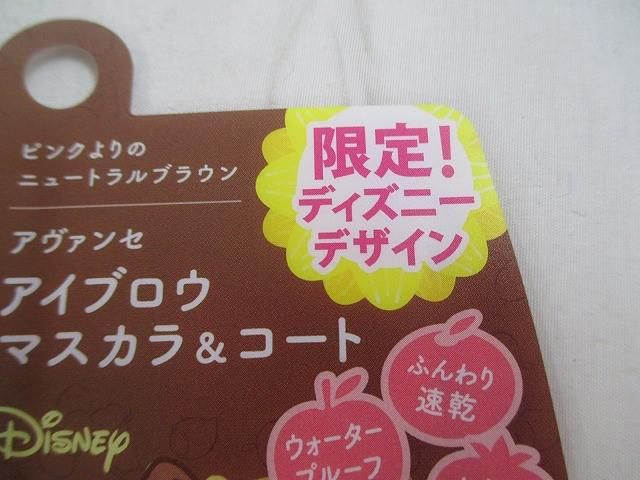 ピンクよりの
ニュートラルブラウン
アヴァンセ
アイブロウ
マスカラ&コート
限定!
ディズニー
デザイン
ふんわり
速乾
ウォーター
プルーフ
DISNEY